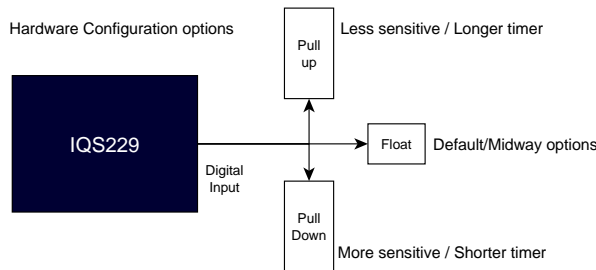 Hardware Configuration options
Less sensitive / Longer timer
Pull
up
IQS229
Float
Default/Midway options
Digital
Input
Pull
Down
More sensitive / Shorter timer